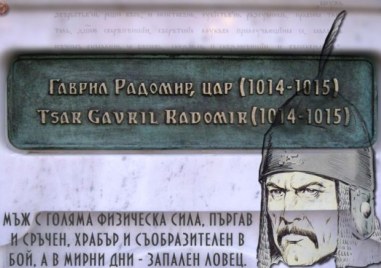 Гаврил Радомир, цар (1014-1015)
Tsar Gavril Radomir (1014-1015)
МЪЖ С ГОЛЯМА ФИЗИЧЕСКА СИЛА, ПЪРГАВ
И СРЪЧЕН, ХРАБЪР И СЪОБРАЗИТЕЛЕН В
БОЙ, А В МИРНИ ДНИ - ЗАПАЛЕН ЛОВЕЦ.